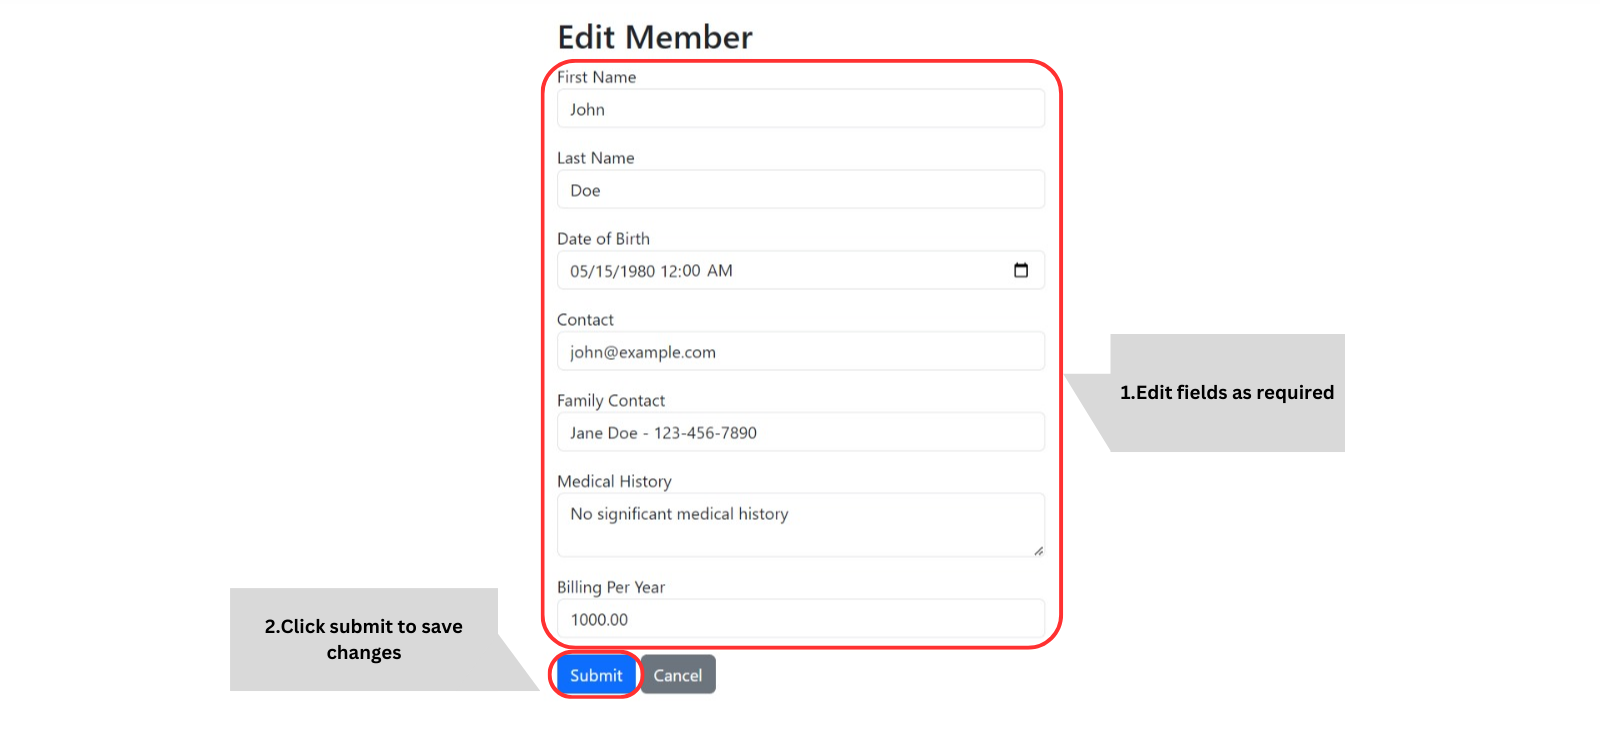 Edit Member
First Name
John
Last Name
Doe
Date of Birth
05/15/1980 12:00 AM
Contact
john@example.com
Family Contact
Jane Doe - 123-456-7890
Medical History
No significant medical history
Billing Per Year
1000.00
Submit
Cancel
1.Edit fields as required
2.Click submit to save
changes